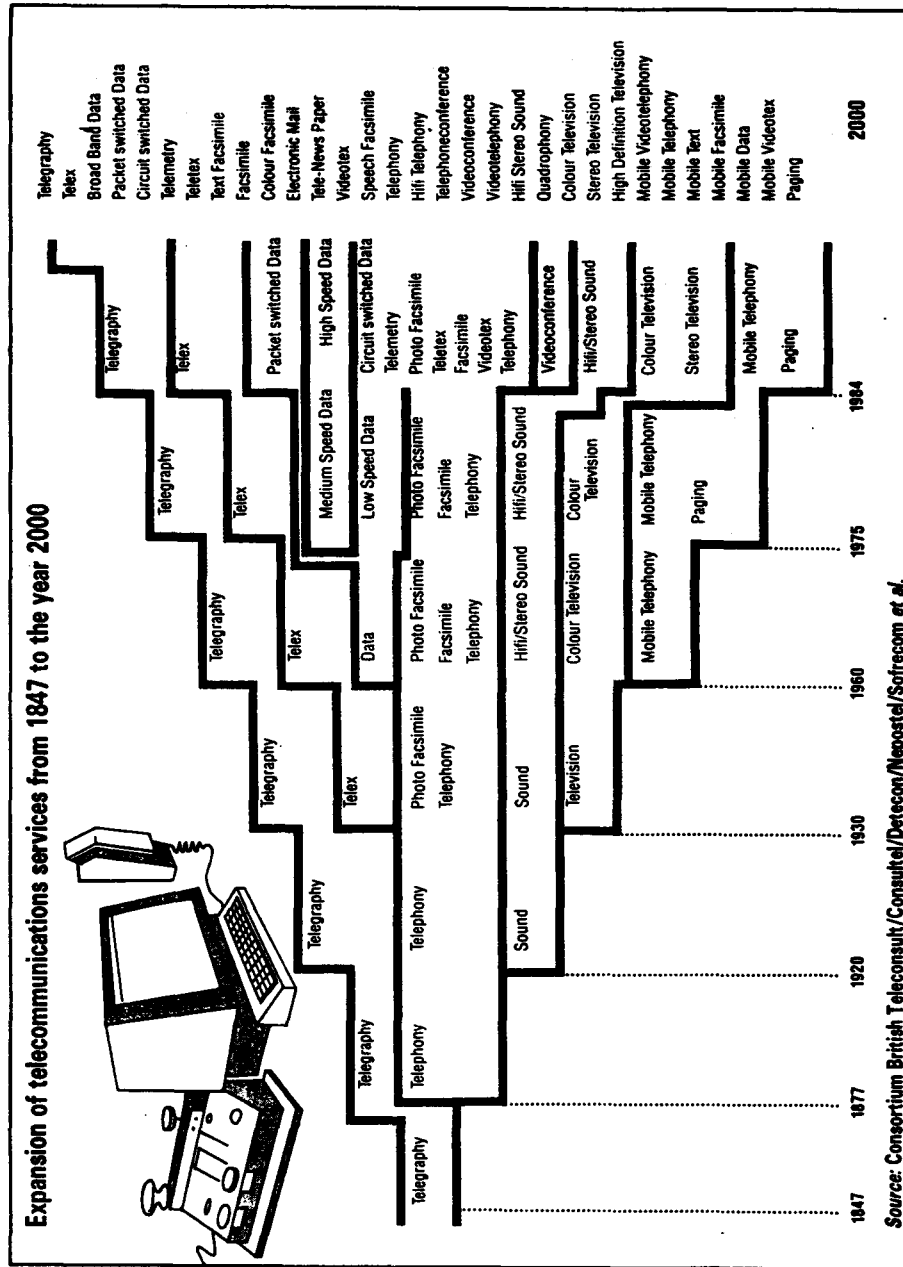 Expansion of telecommunications services from 1847 to the year 2000
Telegraphy
Telegraphy
Telephony
Telegraphy
Telephony
Sound
Telegraphy
Telex
Photo Facsimile
Telephony
Sound
Television
Telegraphy
Telex
Data
Photo Facsimile
Facsimile
Telephony
Hifi/Stereo Sound
Colour Television
Mobile Telephony
Telegraphy
Telex
Medium Speed Data
Low Speed Data
Photo Facsimile
Facsimile
Telephony
Hifi/Stereo Sound
Colour
Television
Mobile Telephony
Paging
Telegraphy
Telex
Packet switched Data
High Speed Data
Circuit switched Data
Telemetry
Photo Facsimile
Teletex
Facsimile
Videotex
Telephony
Videoconference
Hifi/Stereo Sound
Colour Television
Stereo Television
Mobile Telephony
Paging
Telegraphy
Telex
Broad Band Data
Packet switched Data
Circuit switched Data
Telemetry
Teletex
Text Facsimile
Facsimile
Colour Facsimile
Electronic Mail
Tele-News Paper
Videotex
Speech Facsimile
Telephony
Hifi Telephony
Telephoneconference
Videoconference
Videotelephony
Hifi Stereo Sound
Quadrophony
Colour Television
Stereo Television
High Definition Television
Mobile Videotelephony
Mobile Telephony
Mobile Text
Mobile Facsimile
Mobile Data
Mobile Videotex
Paging
1847 1877 1920 1930 1960 1975 1984 2000
Source: Consortium British Teleconsult/Consultel/Detecon/Nepostel/Sofrecom et al.